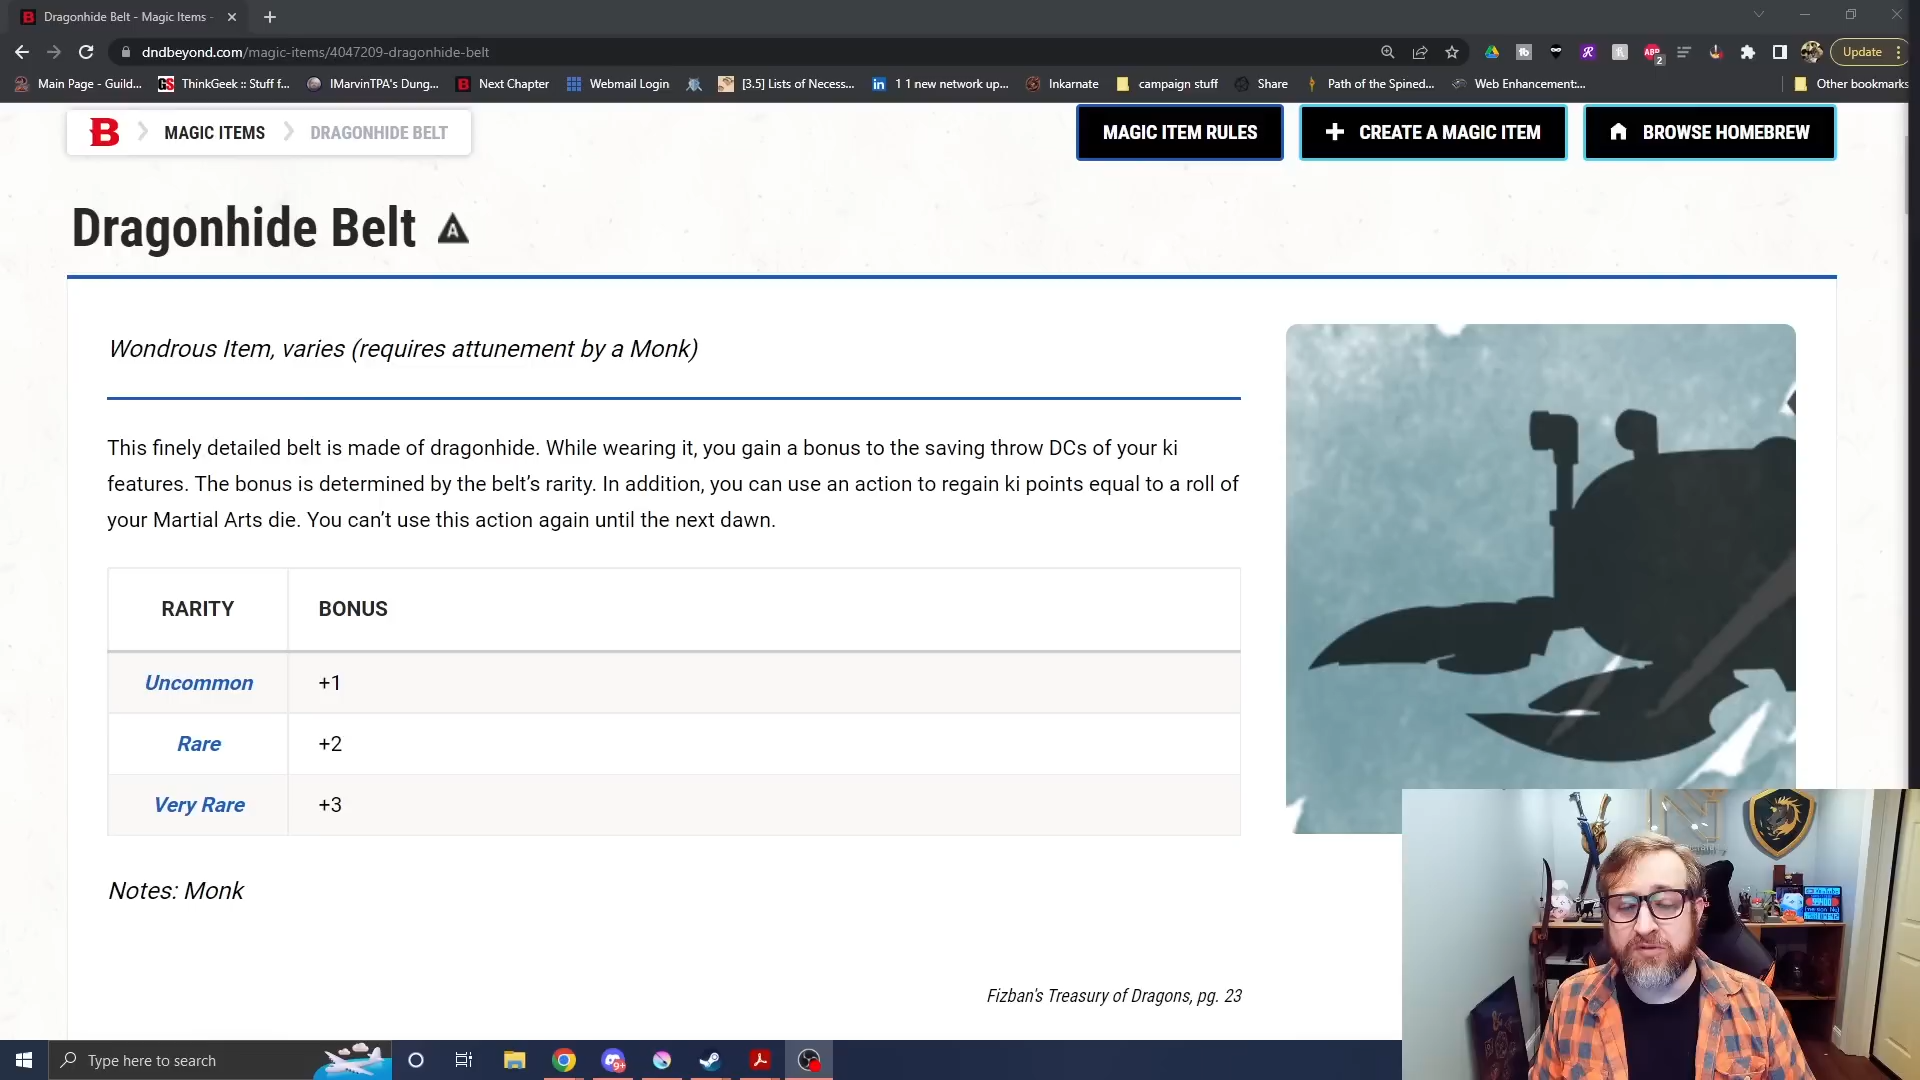 Dragonhide Belt - Magic Items -
dndbeyond.com/magic-items/4047209-dragonhide-belt
Update
Main Page - Guild...
ThinkGeek :: Stuff f...
IMarvinTPA's Dung...
Next Chapter
Webmail Login
[3.5] Lists of Necess...
1 1 new network up...
Inkarnate
campaign stuff
Share
Path of the Spined...
Web Enhancement:...
Other bookmarks
MAGIC ITEMS
DRAGONHIDE BELT
MAGIC ITEM RULES
CREATE A MAGIC ITEM
BROWSE HOMEBREW
Dragonhide Belt
Wondrous Item, varies (requires attunement by a Monk)
This finely detailed belt is made of dragonhide. While wearing it, you gain a bonus to the saving throw DCs of your ki
features. The bonus is determined by the belt’s rarity. In addition, you can use an action to regain ki points equal to a roll of
your Martial Arts die. You can’t use this action again until the next dawn.
RARITY BONUS
Uncommon +1
Rare +2
Very Rare +3
Notes: Monk
Fizban's Treasury of Dragons, pg. 23
Type here to search